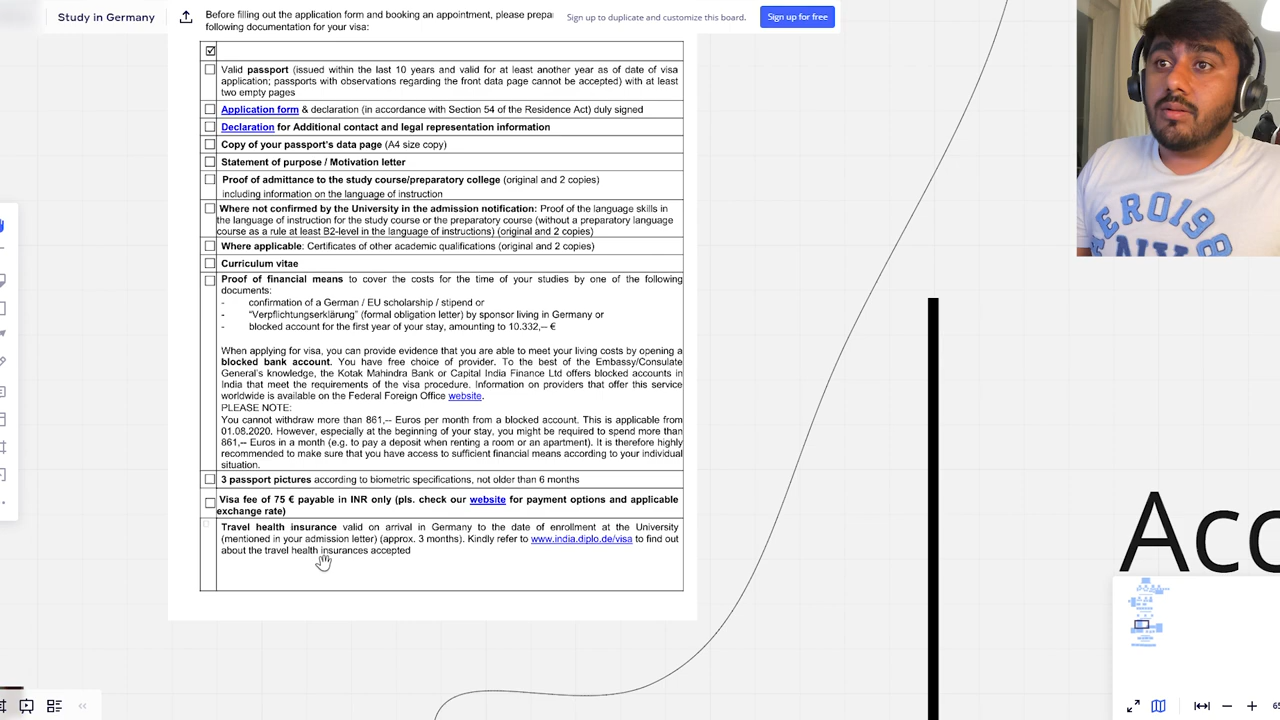 Study in Germany
Sign up to duplicate and customize this board.
Sign up for free
Before filling out the application form and booking an appointment, please prepa
following documentation for your visa:
Valid passport (issued within the last 10 years and valid for at least another year as of date of visa
application; passports with observations regarding the front data page cannot be accepted) with at least
two empty pages
Application form & declaration (in accordance with Section 54 of the Residence Act) duly signed
Declaration for Additional contact and legal representation information
Copy of your passport's data page (A4 size copy)
Statement of purpose / Motivation letter
Proof of admittance to the study course/preparatory college (original and 2 copies)
including information on the language of instruction
Where not confirmed by the University in the admission notification: Proof of the language skills in
the language of instruction for the study course or the preparatory course (without a preparatory language
course as a rule at least B2-level in the language of instructions) (original and 2 copies)
Where applicable: Certificates of other academic qualifications (original and 2 copies)
Curriculum vitae
Proof of financial means to cover the costs for the time of your studies by one of the following
documents:
- confirmation of a German / EU scholarship / stipend or
- “Verpflichtungserklärung” (formal obligation letter) by sponsor living in Germany or
- blocked account for the first year of your stay, amounting to 10.332,-- €
When applying for visa, you can provide evidence that you are able to meet your living costs by opening a
blocked bank account. You have free choice of provider. To the best of the Embassy/Consulate
General's knowledge, the Kotak Mahindra Bank or Capital India Finance Ltd offers blocked accounts in
India that meet the requirements of the visa procedure. Information on providers that offer this service
worldwide is available on the Federal Foreign Office website.
PLEASE NOTE:
You cannot withdraw more than 861,-- Euros per month from a blocked account. This is applicable from
01.08.2020. However, especially at the beginning of your stay, you might be required to spend more than
861,-- Euros in a month (e.g. to pay a deposit when renting a room or an apartment). It is therefore highly
recommended to make sure that you have access to sufficient financial means according to your individual
situation.
3 passport pictures according to biometric specifications, not older than 6 months
Visa fee of 75 € payable in INR only (pls. check our website for payment options and applicable
exchange rate)
Travel health insurance valid on arrival in Germany to the date of enrollment at the University
(mentioned in your admission letter) (approx. 3 months). Kindly refer to www.india.diplo.de/visa to find out
about the travel health insurances accepted
Acc